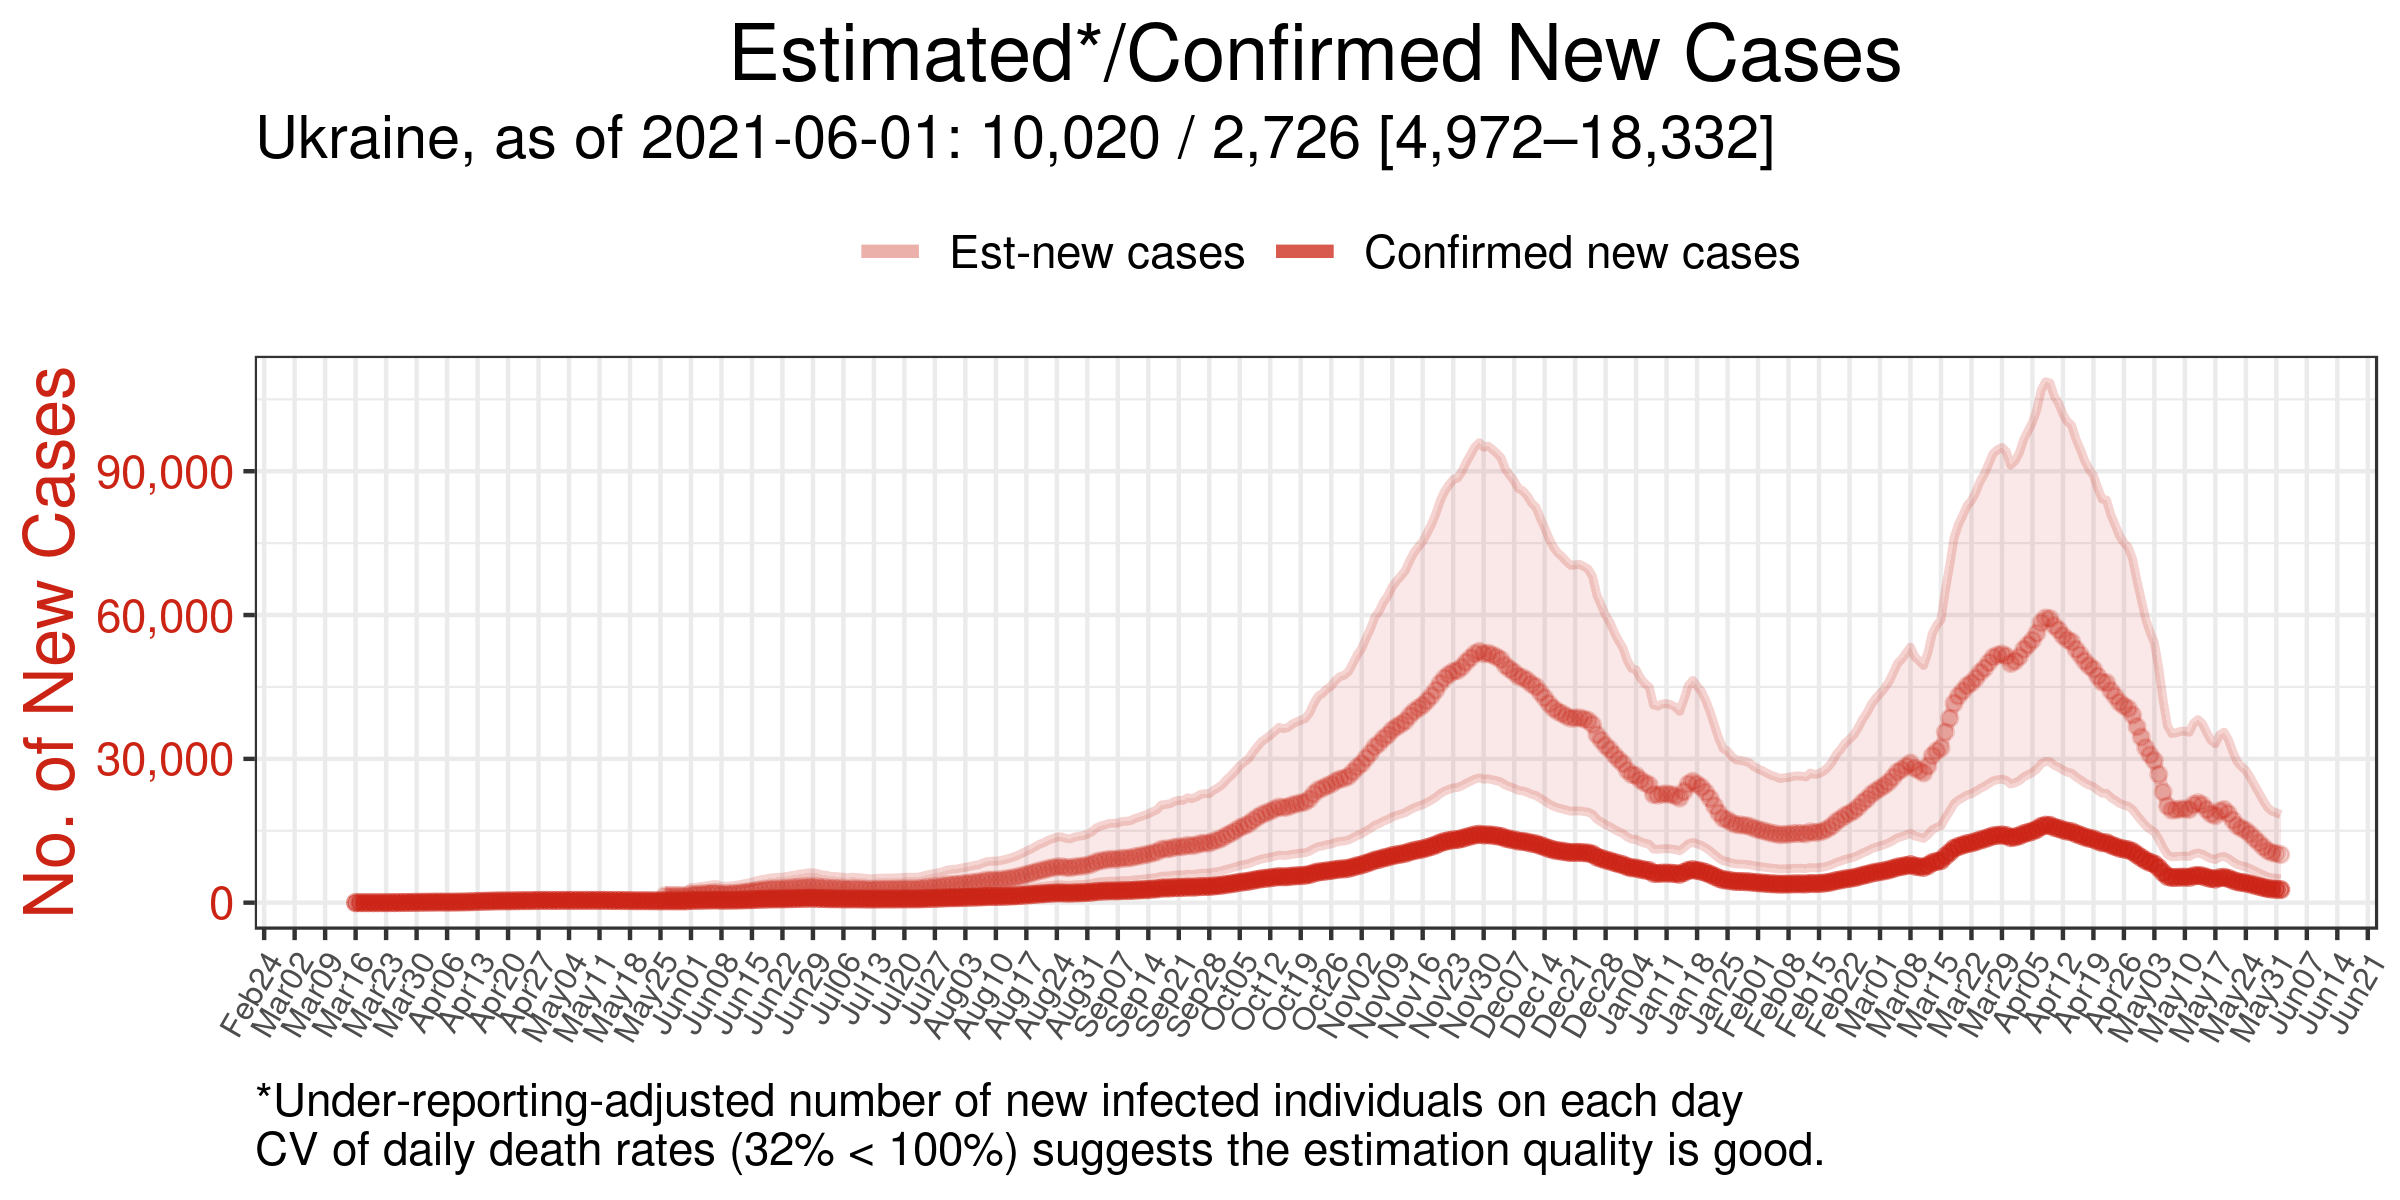 Estimated*/Confirmed New Cases
Ukraine, as of 2021-06-01: 10,020 / 2,726 [4,972–18,332]
Est-new cases Confirmed new cases
No. of New Cases
90,000
60,000
30,000
0
Feb24 Mar02 Mar09 Mar16 Mar23 Mar30 Apr06 Apr13 Apr20 Apr27 May04 May11 May18 May25 Jun01 Jun08 Jun15 Jun22 Jun29 Jul06 Jul13 Jul20 Jul27 Aug03 Aug10 Aug17 Aug24 Aug31 Sep07 Sep14 Sep21 Sep28 Oct05 Oct12 Oct19 Oct26 Nov02 Nov09 Nov16 Nov23 Nov30 Dec07 Dec14 Dec21 Dec28 Jan04 Jan11 Jan18 Jan25 Feb01 Feb08 Feb15 Feb22 Mar01 Mar08 Mar15 Mar22 Mar29 Apr05 Apr12 Apr19 Apr26 May03 May10 May17 May24 May31 Jun07 Jun14 Jun21
*Under-reporting-adjusted number of new infected individuals on each day
CV of daily death rates (32% < 100%) suggests the estimation quality is good.